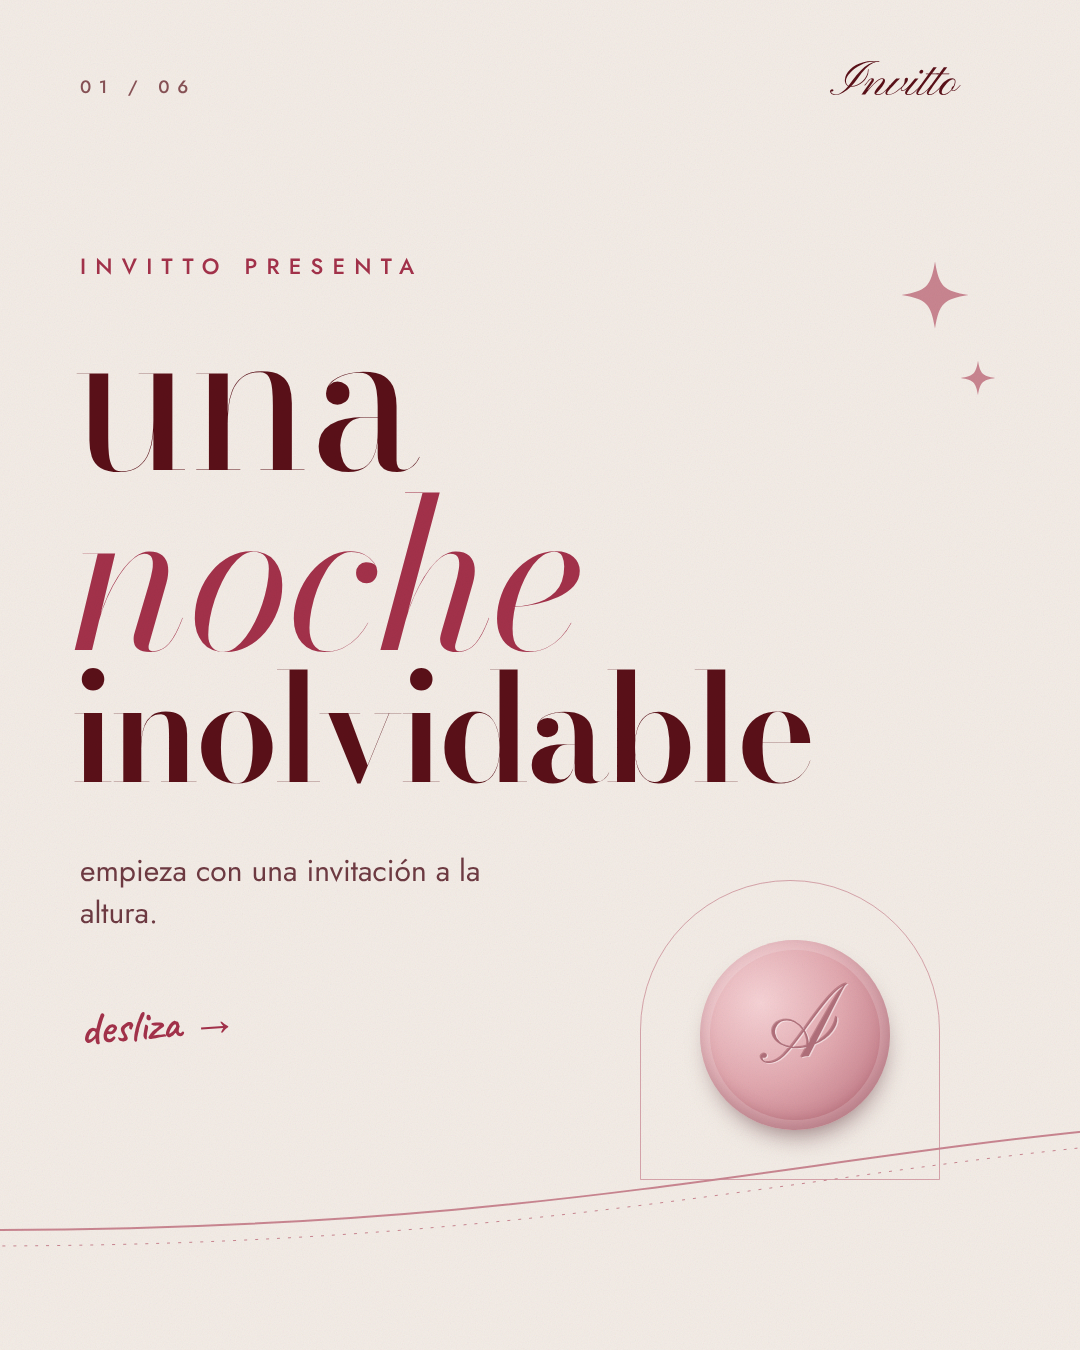 01 / 06
Invitto
INVITTO PRESENTA
una
noche
inolvidable
empieza con una invitación a la
altura.
desliza →
A